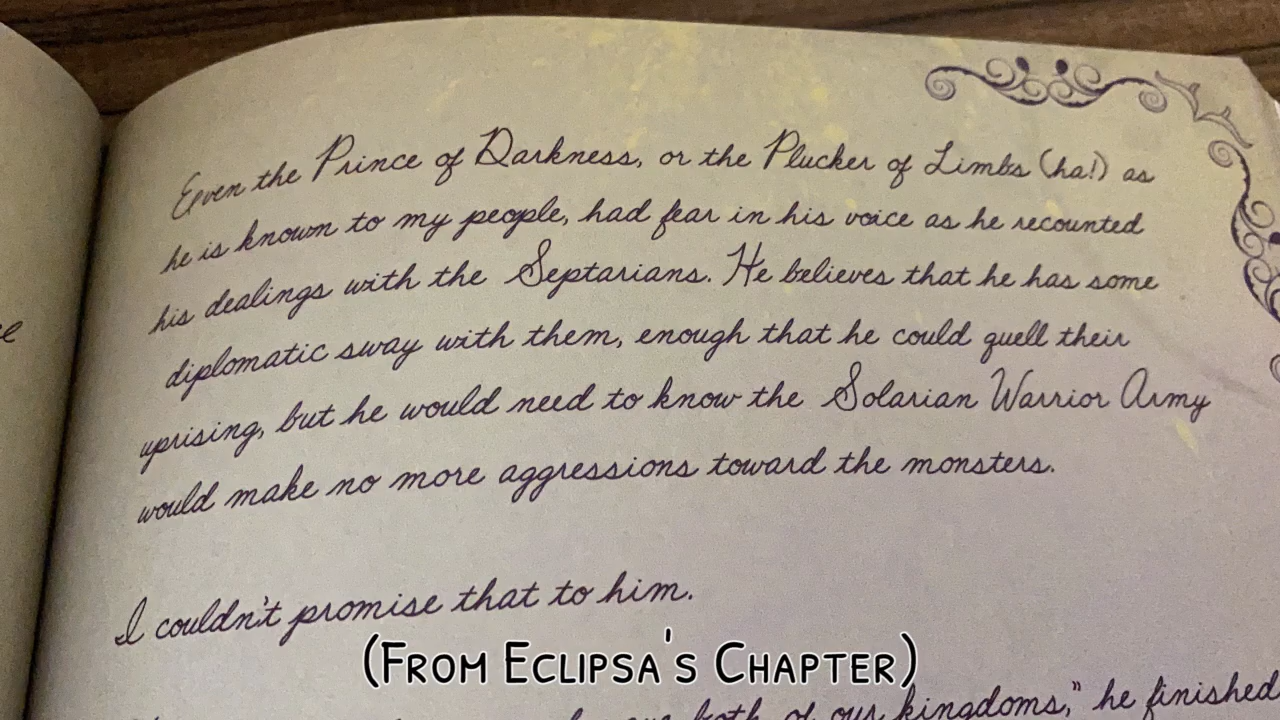 Even the Prince of Darkness, or the Plucker of Limbs (ha!) as
he is known to my people, had fear in his voice as he recounted
his dealings with the Septarians. He believes that he has some
diplomatic sway with them, enough that he could quell their
uprising, but he would need to know the Solarian Warrior Army
would make no more aggressions toward the monsters.
I couldn't promise that to him.
(From Eclipsa's Chapter)
both of our kingdoms," he finished